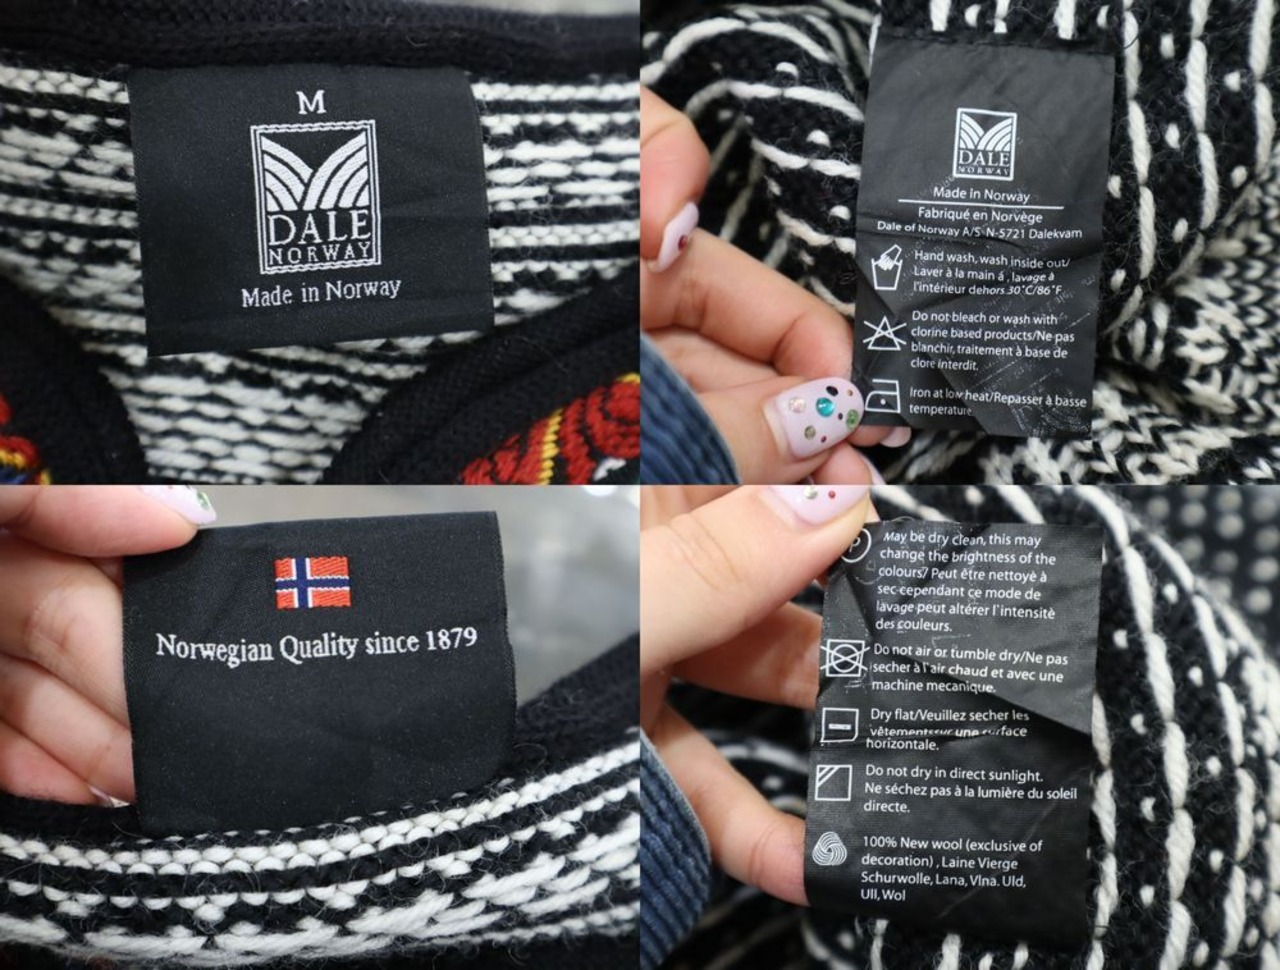 M
DALE
NORWAY
Made in Norway
DALE
NORWAY
Made in Norway
Fabriqué en Norvège
Dale of Norway A/S N-5721 Dalekvam
Hand wash, wash inside out/
Laver à la main á , lavage à
l'intérieur dehors 30°C/86°F
Do not bleach or wash with
clorine based products/Ne pas
blanchir, traitement à base de
clore interdit.
Iron at low heat/Repasser à basse
temperature
Norwegian Quality since 1879
P
May be dry clean, this may
change the brightness of the
colours/ Peut être nettoyè à
sec cependant ce mode de
lavage peut altérer l'intensitè
des couleurs.
Do not air or tumble dry/Ne pas
secher à l'air chaud et avec une
machine mecanique.
Dry flat/Veuillez secher les
vêtements sur une surface
horizontale.
Do not dry in direct sunlight.
Ne séchez pas à la lumière du soleil
directe.
100% New wool (exclusive of
decoration) , Laine Vierge
Schurwolle, Lana, Vlna. Uld,
Ull, Wol